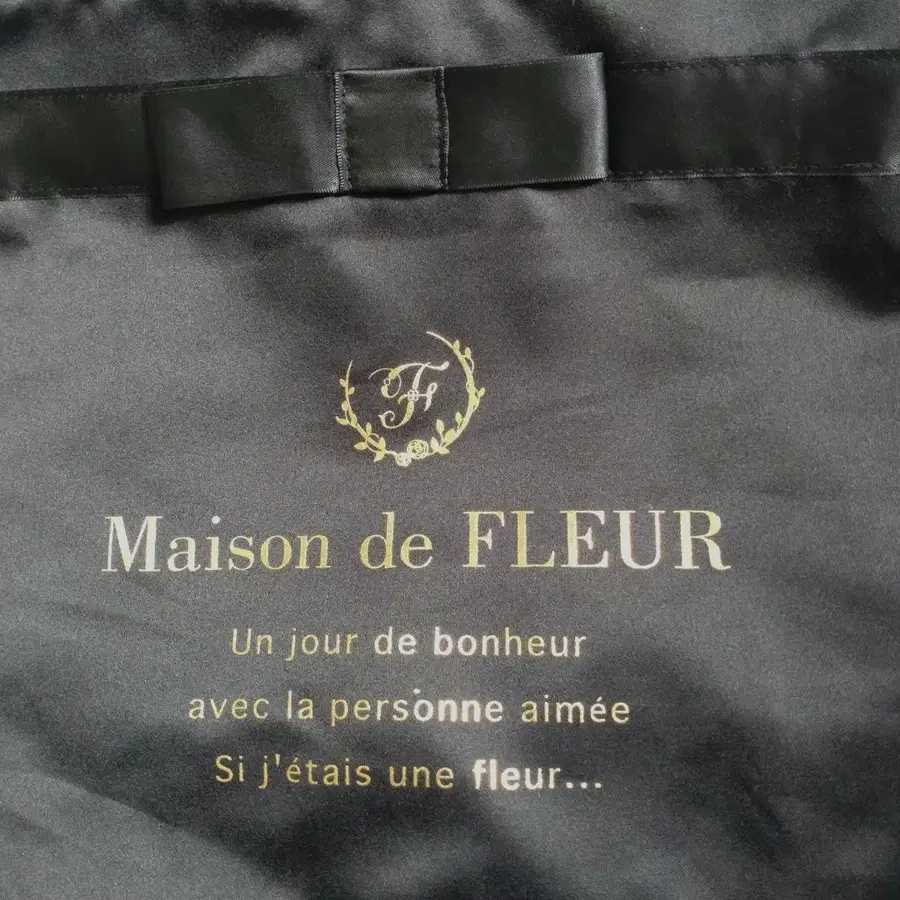 F
Maison de FLEUR
Un jour de bonheur
avec la personne aimée
Si j'étais une fleur...